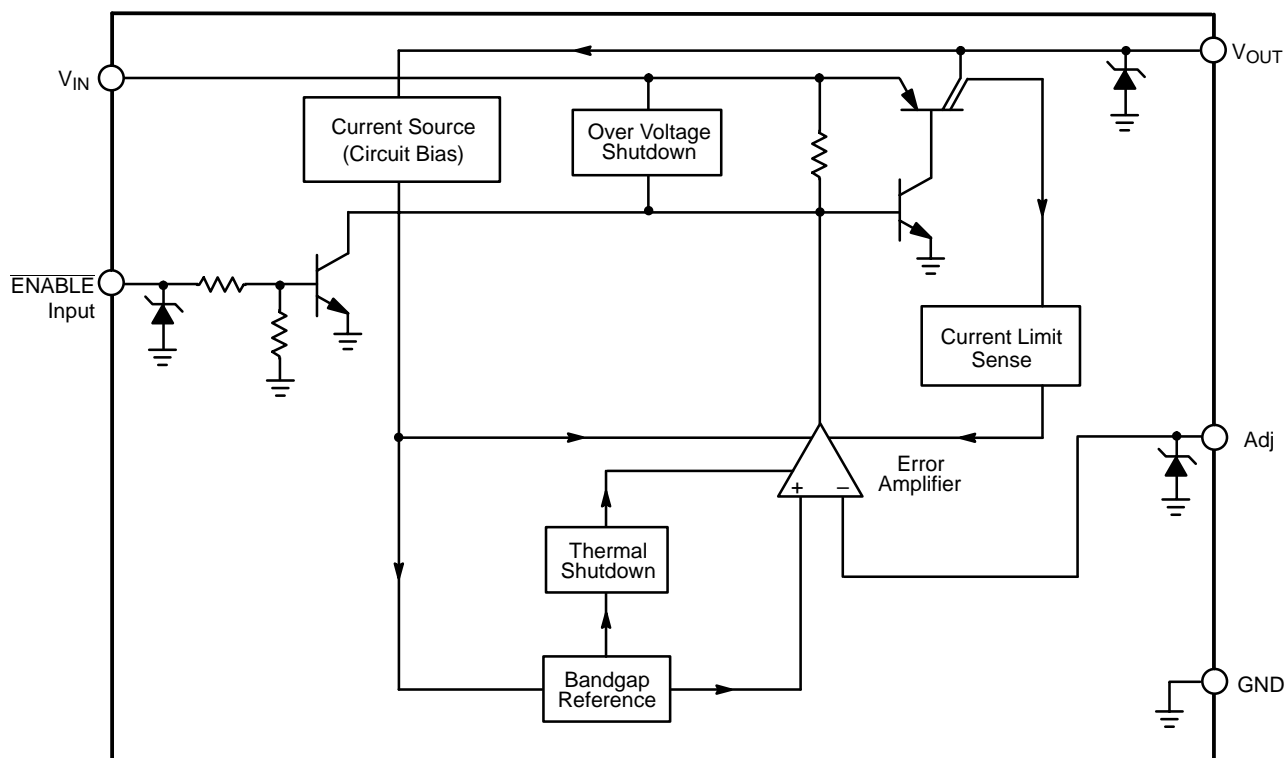 V_IN
V_OUT
Current Source
(Circuit Bias)
Over Voltage
Shutdown
ENABLE
Input
Current Limit
Sense
Adj
Error
Amplifier
+ −
Thermal
Shutdown
Bandgap
Reference
GND